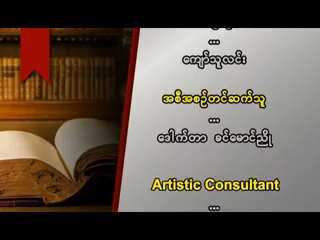 ...
ကျော်သူလင်း
အစီအစဉ်တင်ဆက်သူ
...
ဒေါက်တာ ခင်မောင်ညို
Artistic Consultant
...